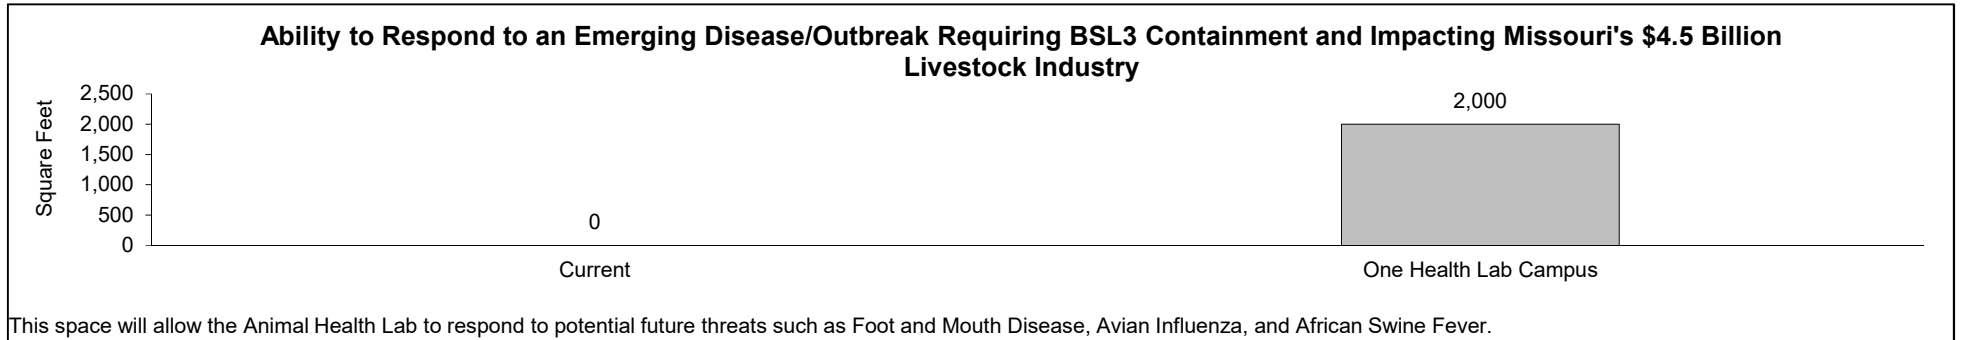 Ability to Respond to an Emerging Disease/Outbreak Requiring BSL3 Containment and Impacting Missouri's $4.5 Billion
Livestock Industry
Square Feet
2,500
2,000
1,500
1,000
500
0
0
2,000
Current
One Health Lab Campus
This space will allow the Animal Health Lab to respond to potential future threats such as Foot and Mouth Disease, Avian Influenza, and African Swine Fever.